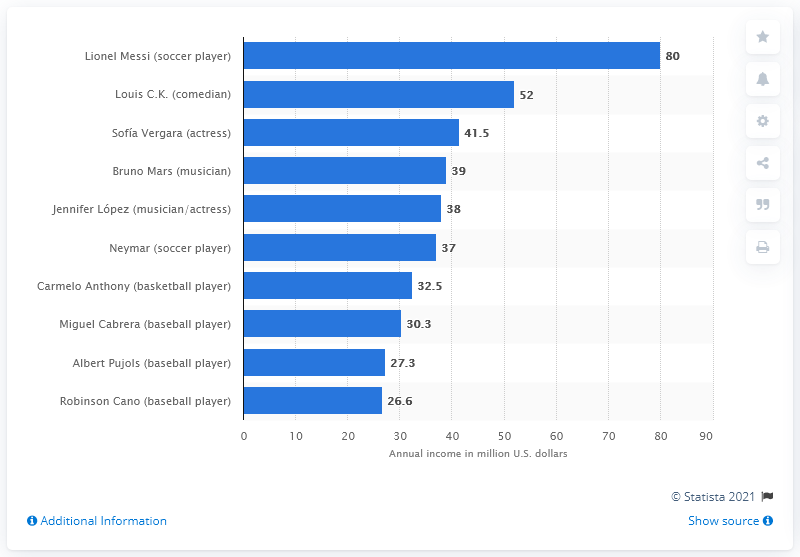 Lionel Messi (soccer player) 80
Louis C.K. (comedian) 52
Sofía Vergara (actress) 41.5
Bruno Mars (musician) 39
Jennifer López (musician/actress) 38
Neymar (soccer player) 37
Carmelo Anthony (basketball player) 32.5
Miguel Cabrera (baseball player) 30.3
Albert Pujols (baseball player) 27.3
Robinson Cano (baseball player) 26.6
0 10 20 30 40 50 60 70 80 90
Annual income in million U.S. dollars
© Statista 2021
Additional Information
Show source